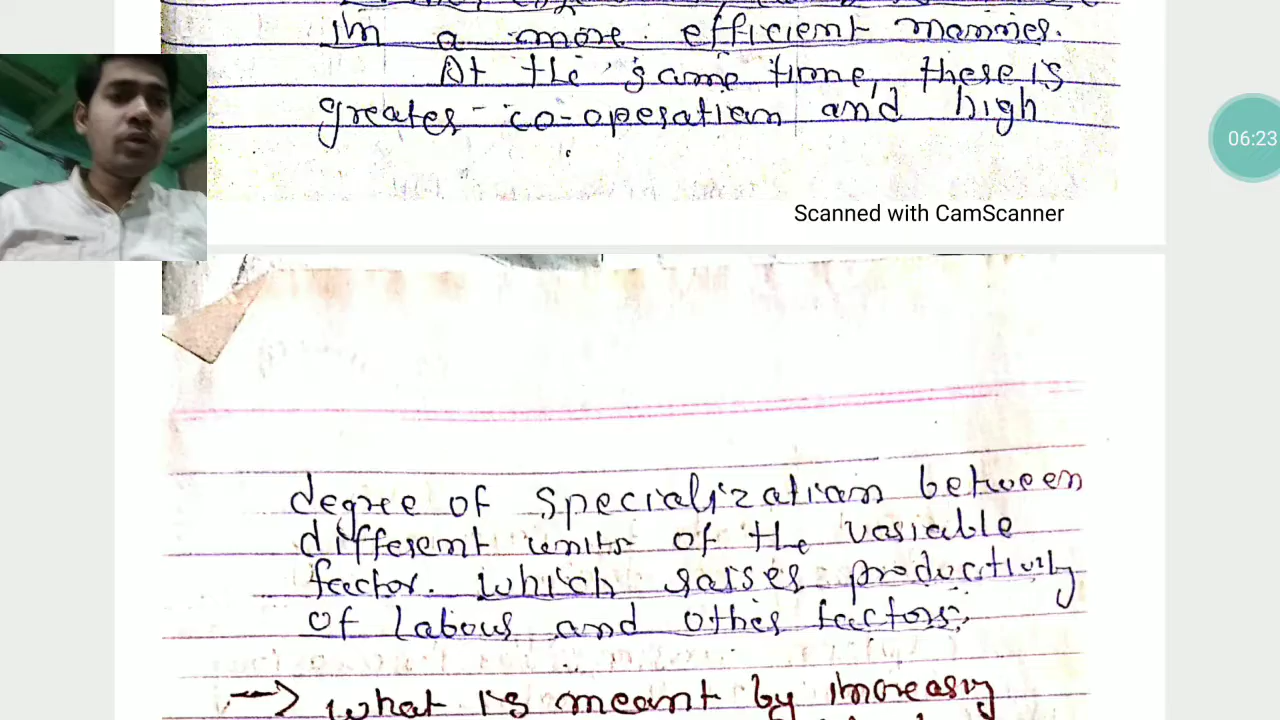 in a more efficient manner.
At the same time, there is
greater co-operation and high
06:23
Scanned with CamScanner
degree of specialization between
different units of the variable
factor. which raises productivity
of labour and other factors.
what is meant by